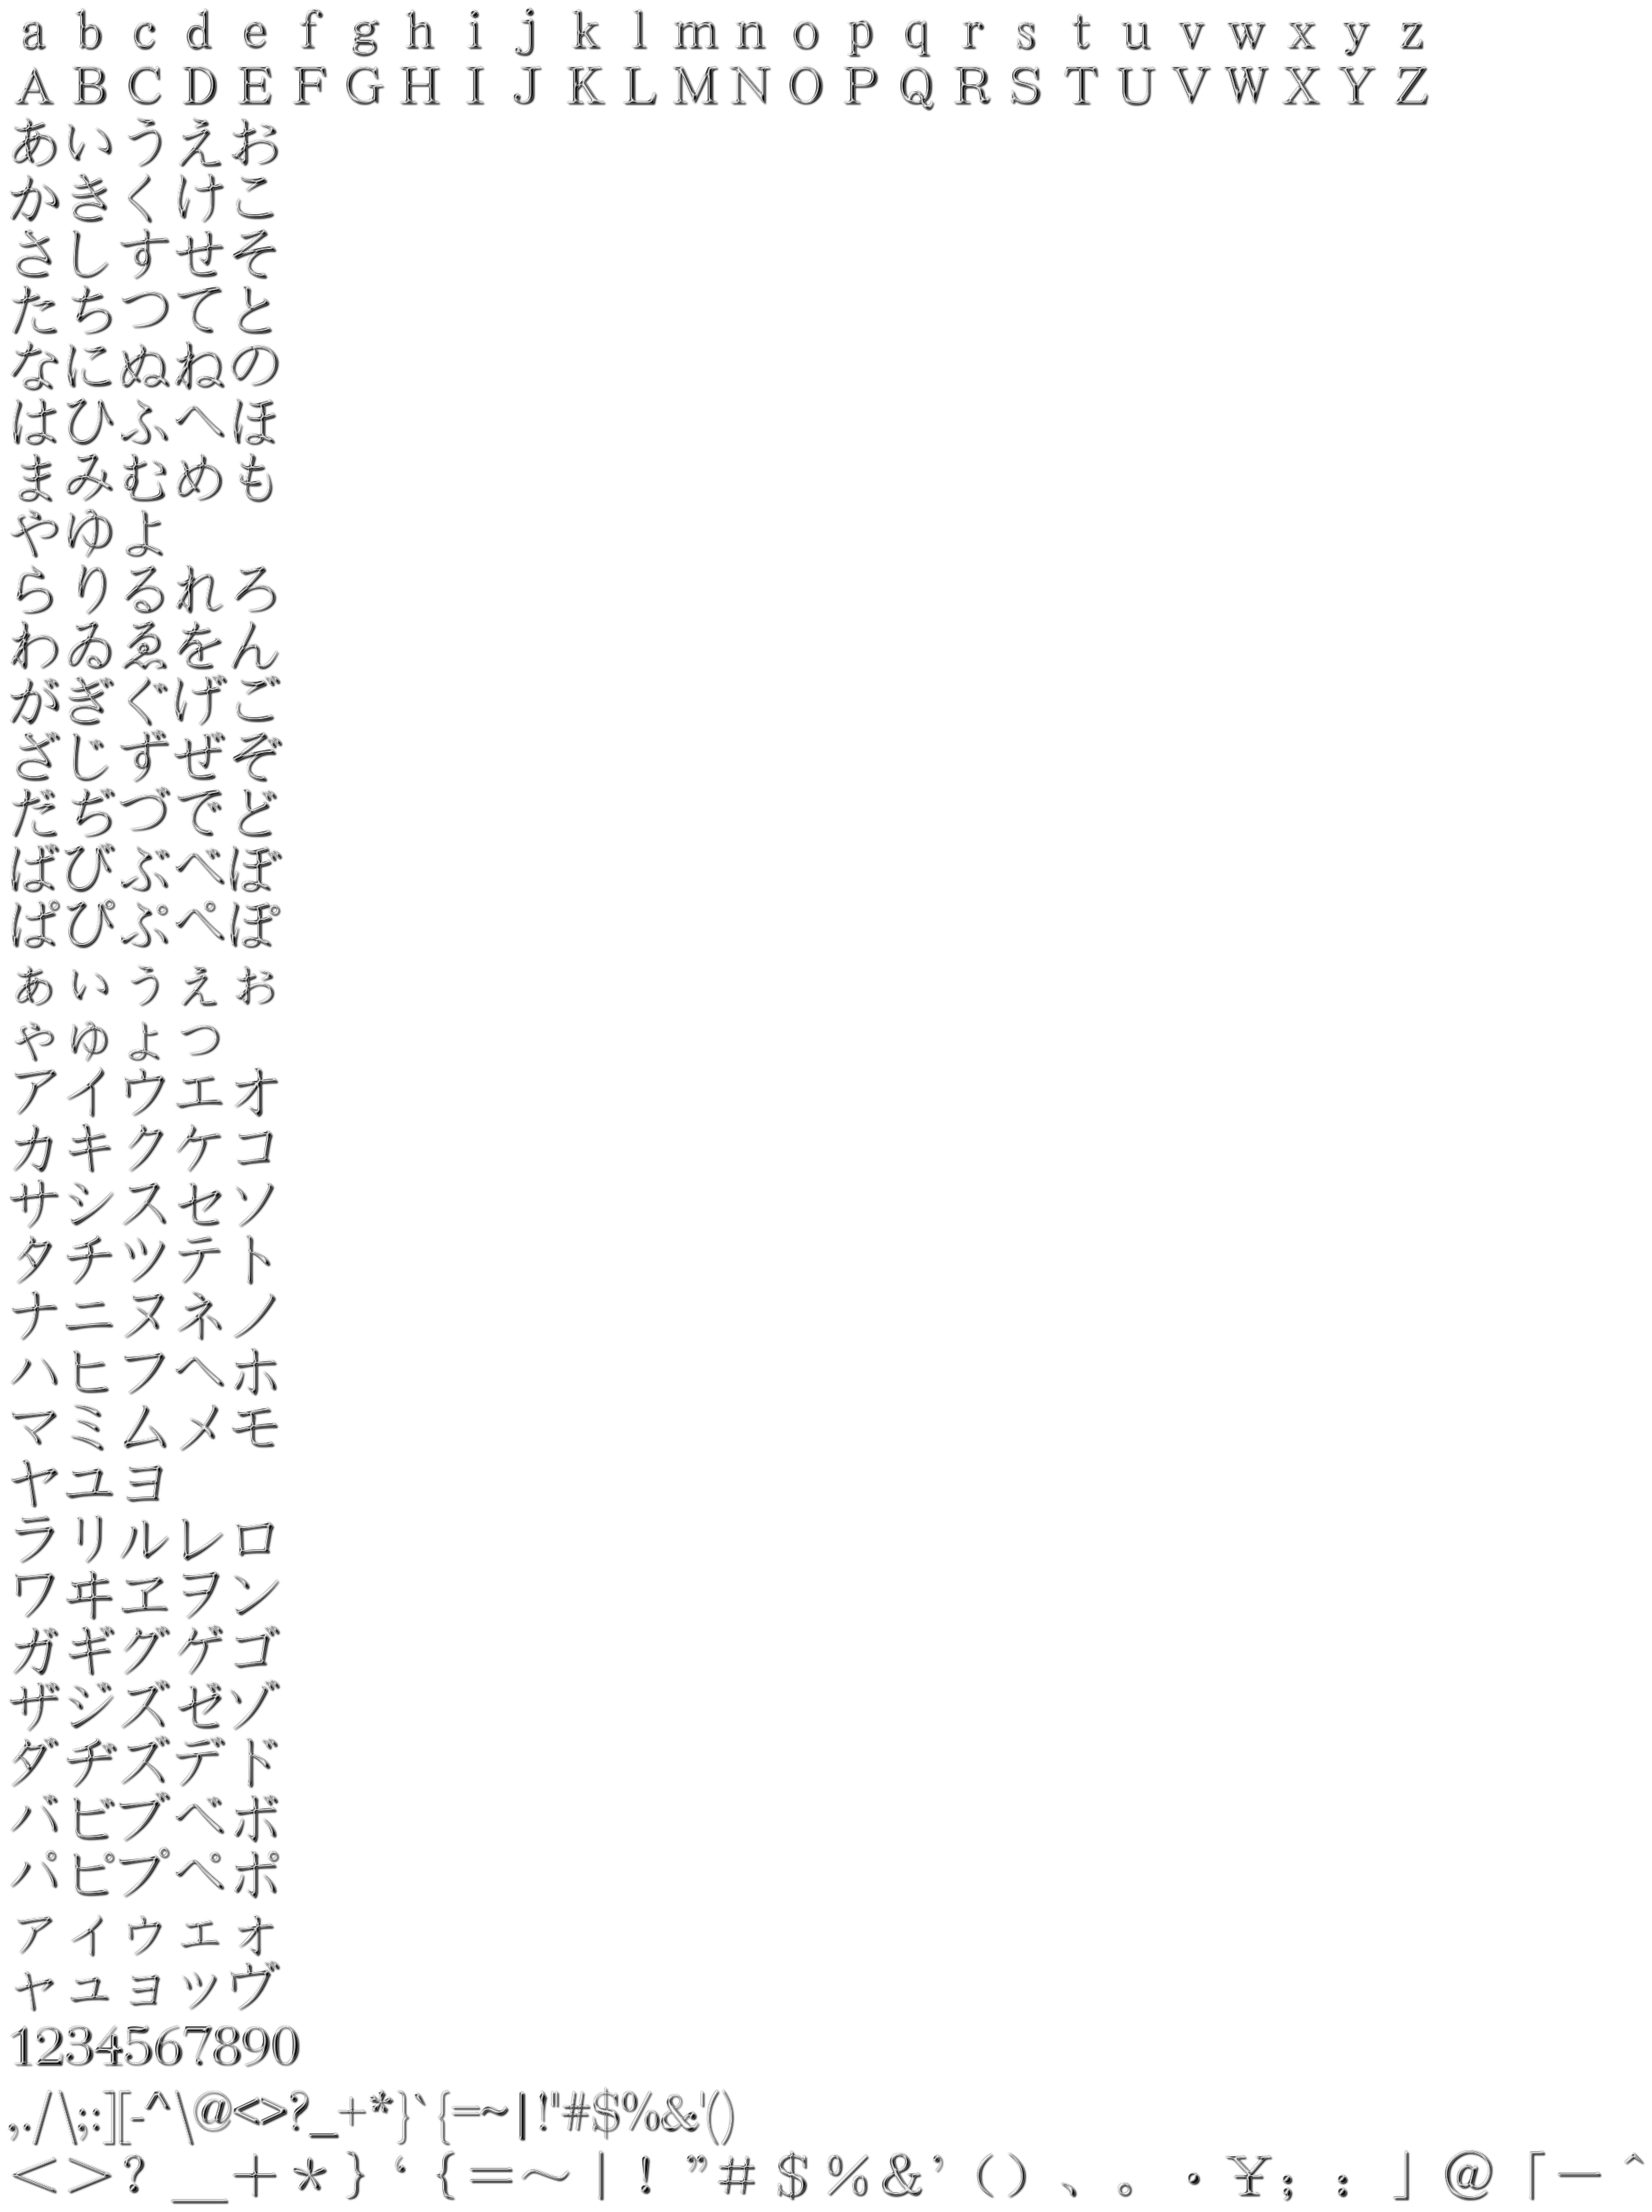 a b c d e f g h i j k l m n o p q r s t u v w x y z
A B C D E F G H I J K L M N O P Q R S T U V W X Y Z
あいうえお
かきくけこ
さしすせそ
たちつてと
なにぬねの
はひふへほ
まみむめも
やゆよ
らりるれろ
わゐゑをん
がぎぐげご
ざじずぜぞ
だぢづでど
ばびぶべぼ
ぱぴぷぺぽ
ぁぃぅぇぉ
ゃゅょっ
アイウエオ
カキクケコ
サシスセソ
タチツテト
ナニヌネノ
ハヒフヘホ
マミムメモ
ヤユヨ
ラリルレロ
ワヰヱヲン
ガギグゲゴ
ザジズゼゾ
ダヂズデド
バビブベボ
パピプペポ
ァィゥェォ
ャュョッヴ
1234567890
,./\;:][-^\@<>?_+*}`{=~|!"#$%&'()
<>?_+*}‘{=~|!”#$%&’()、。・¥;:」@「ー^